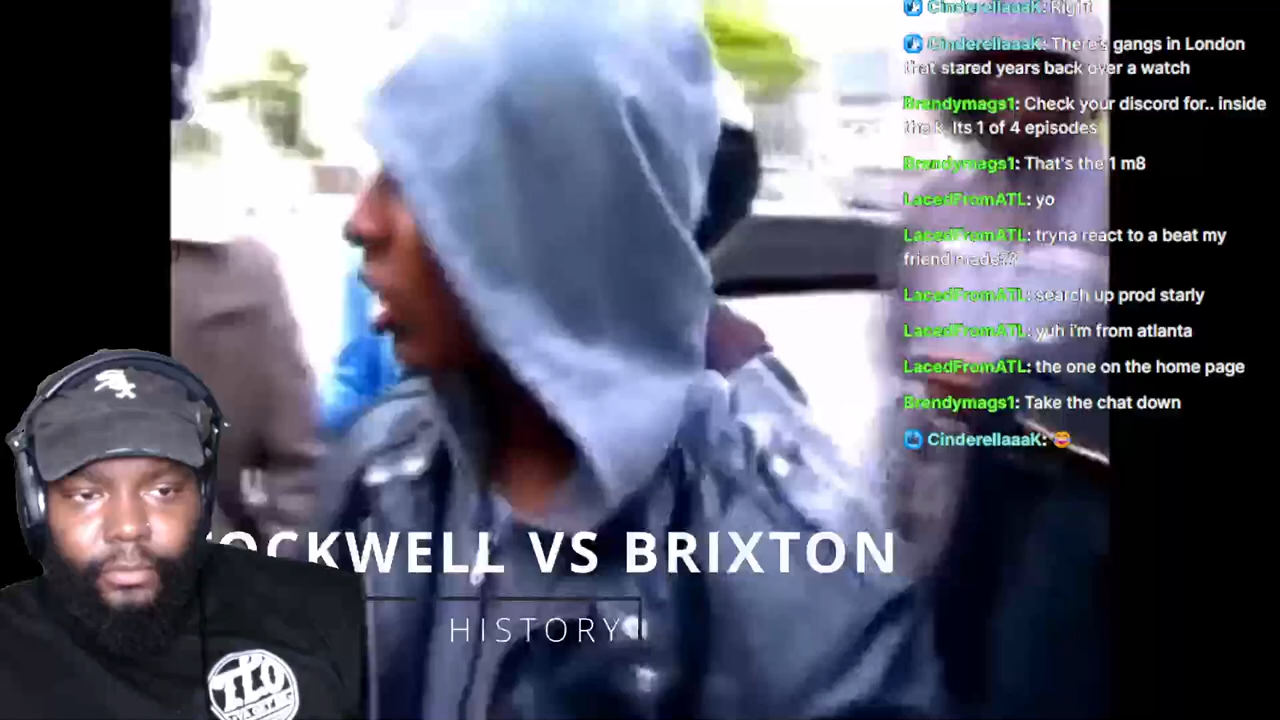 CinderellaaaK: Right
CinderellaaaK: There's gangs in London
that stared years back over a watch
Brendymags1: Check your discord for.. inside
the k. Its 1 of 4 episodes
Brendymags1: That's the 1 m8
LacedFromATL: yo
LacedFromATL: tryna react to a beat my
friend made??
LacedFromATL: search up prod starly
LacedFromATL: yuh i'm from atlanta
LacedFromATL: the one on the home page
Brendymags1: Take the chat down
CinderellaaaK: 😂
OCKWELL VS BRIXTON
HISTORY
TLO